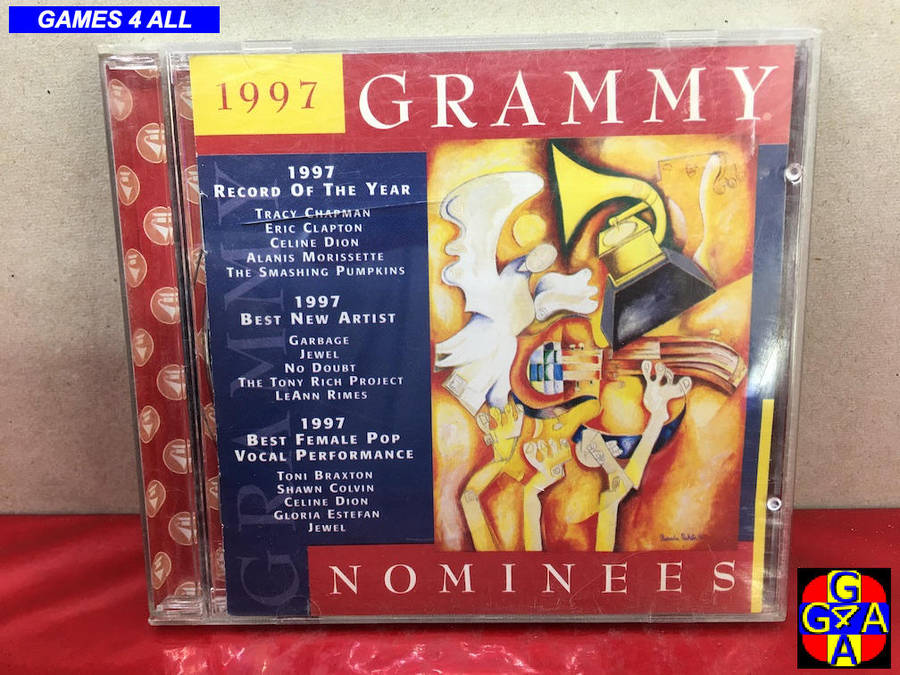 GAMES 4 ALL
1997 GRAMMY
GRAMMY
1997
RECORD OF THE YEAR
TRACY CHAPMAN
ERIC CLAPTON
CELINE DION
ALANIS MORISSETTE
THE SMASHING PUMPKINS
1997
BEST NEW ARTIST
GARBAGE
JEWEL
NO DOUBT
THE TONY RICH PROJECT
LEANN RIMES
1997
BEST FEMALE POP
VOCAL PERFORMANCE
TONI BRAXTON
SHAWN COLVIN
CELINE DION
GLORIA ESTEFAN
JEWEL
NOMINEES
G
G4A
A